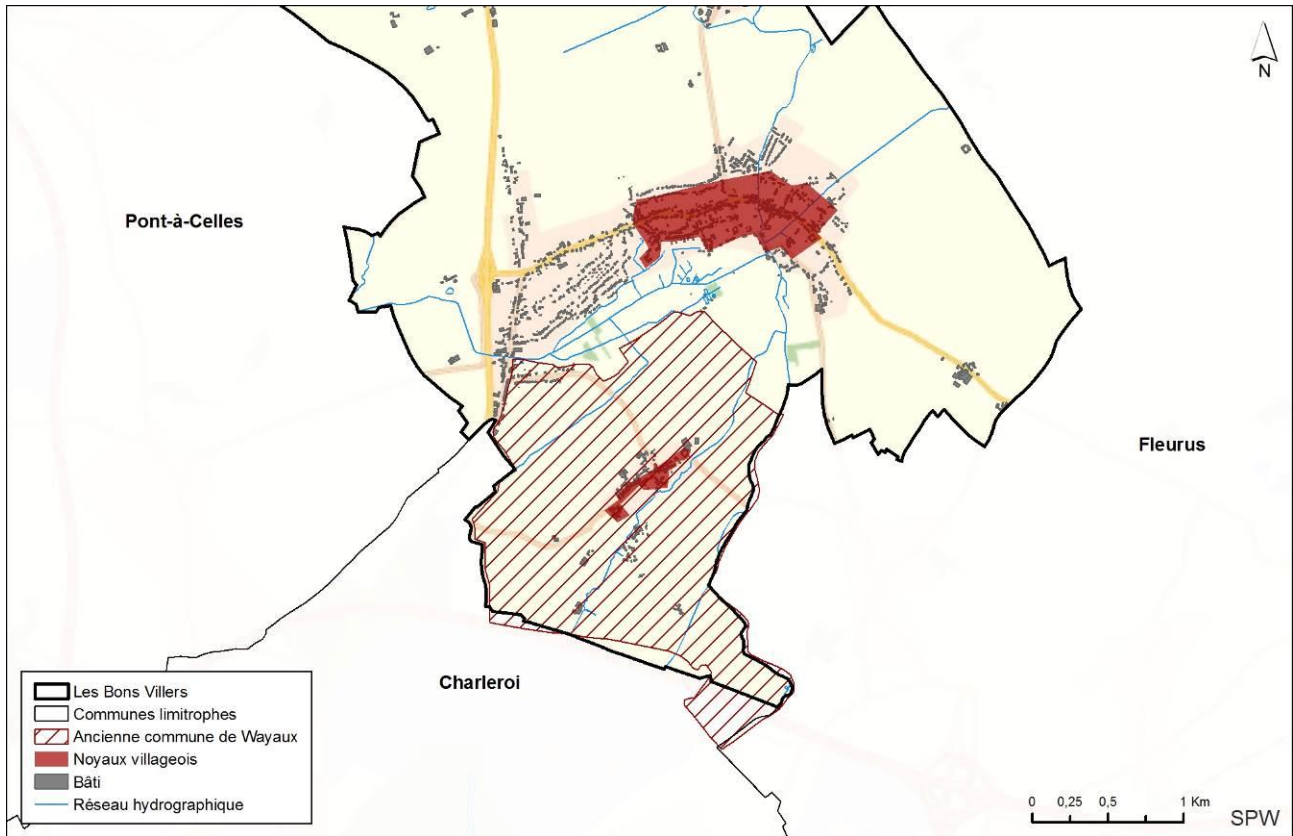 N
Pont-à-Celles
Fleurus
Charleroi
Les Bons Villers
Communes limitrophes
Ancienne commune de Wayaux
Noyaux villageois
Bâti
Réseau hydrographique
0 0,25 0,5 1 Km
SPW